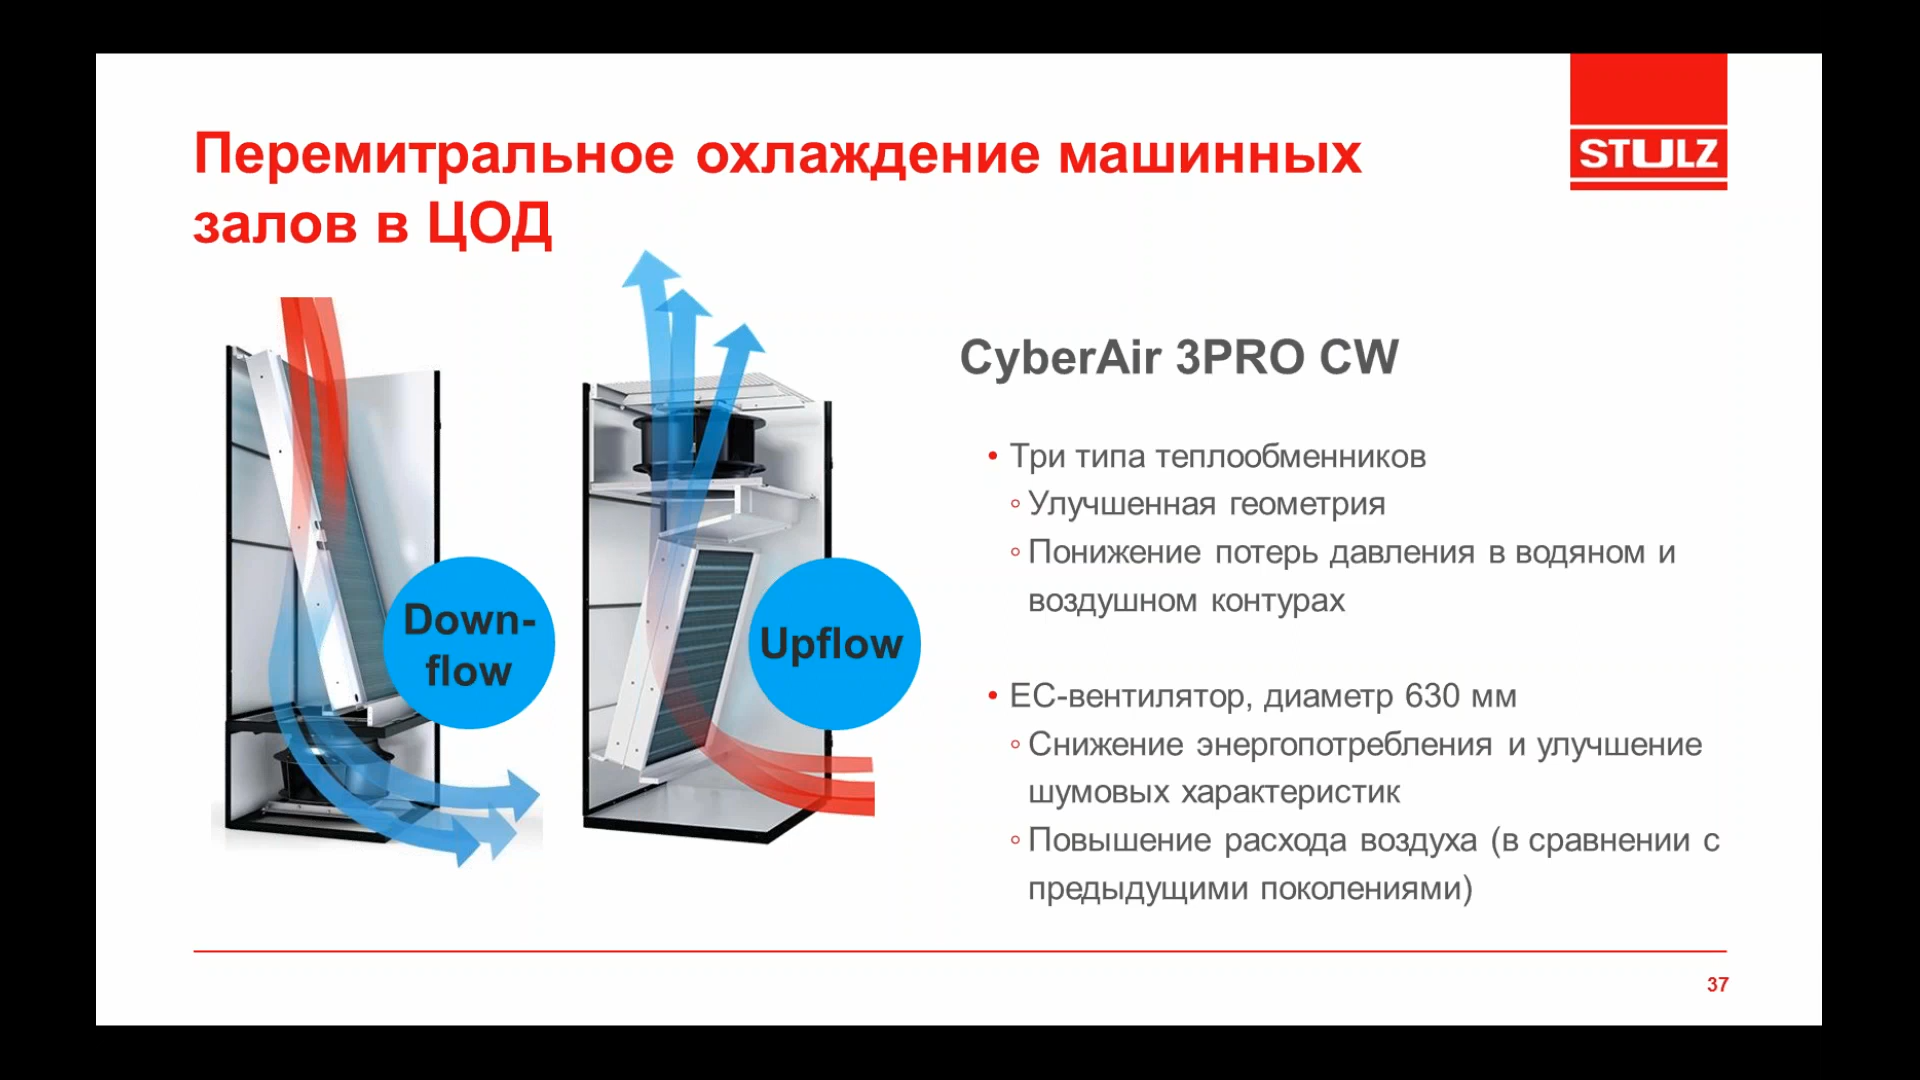 STULZ
Перемитральное охлаждение машинных
залов в ЦОД
Down-
flow
Upflow
CyberAir 3PRO CW
• Три типа теплообменников
◦ Улучшенная геометрия
◦ Понижение потерь давления в водяном и
воздушном контурах
• ЕС-вентилятор, диаметр 630 мм
◦ Снижение энергопотребления и улучшение
шумовых характеристик
◦ Повышение расхода воздуха (в сравнении с
предыдущими поколениями)
37